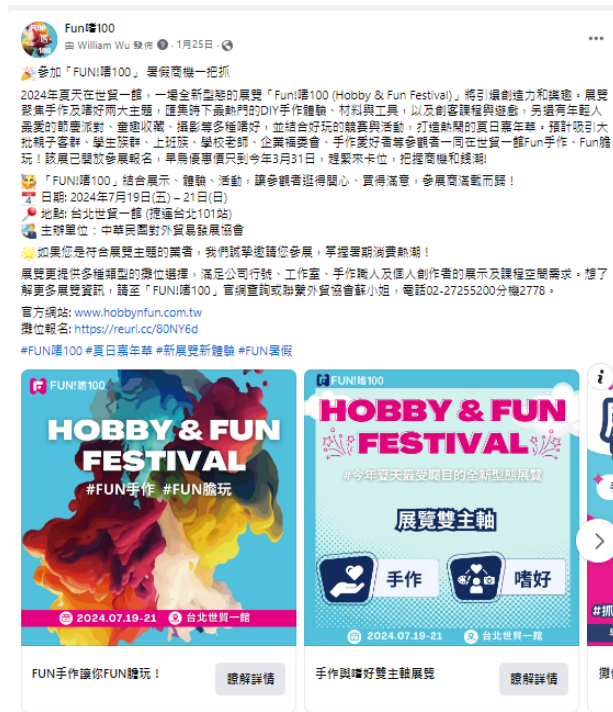 Fun嗜100
由 William Wu 發佈 · 1月25日 ·
參加「FUN!嗜100」 暑假商機一把抓
2024年夏天在世貿一館，一場全新型態的展覽「Fun!嗜100 (Hobby & Fun Festival)」將引爆創造力和樂趣。展覽
聚焦手作及嗜好兩大主題，匯集時下最熱門的DIY手作體驗、材料與工具，以及創客課程與遊戲，另還有年輕人
最愛的節慶派對、童趣收藏、攝影等多種嗜好，並結合好玩的競賽與活動，打造熱鬧的夏日嘉年華。預計吸引大
批親子客群、學生族群、上班族、學校老師、企業福委會、手作愛好者等參觀者一同在世貿一館Fun手作、Fun膽
玩！該展已開放參展報名，早鳥優惠價只到今年3月31日，趕緊來卡位，把握商機和錢潮!
「FUN!嗜100」結合展示、體驗、活動，讓參觀者逛得開心、買得滿意，參展商滿載而歸！
日期: 2024年7月19日(五) – 21日(日)
地點: 台北世貿一館 (捷運台北101站)
主辦單位：中華民國對外貿易發展協會
如果您是符合展覽主題的業者，我們誠摯邀請您參展，掌握暑期消費熱潮！
展覽更提供多種類型的攤位選擇，滿足公司行號、工作室、手作職人及個人創作者的展示及課程空間需求。想了
解更多展覽資訊，請至「FUN!嗜100」官網查詢或聯繫外貿協會蘇小姐，電話02-27255200分機2778。
官方網站: www.hobbynfun.com.tw
攤位報名: https://reurl.cc/80NY6d
#FUN嗜100 #夏日嘉年華 #新展覽新體驗 #FUN暑假
FUN!嗜100
HOBBY & FUN
FESTIVAL
#FUN手作 #FUN膽玩
2024.07.19-21 台北世貿一館
FUN手作讓你FUN膽玩！
瞭解詳情
FUN!嗜100
HOBBY & FUN
FESTIVAL
#今年夏天最受矚目的全新型態展覽
展覽雙主軸
手作
嗜好
2024.07.19-21 台北世貿一館
手作與嗜好雙主軸展覽
瞭解詳情
#抓